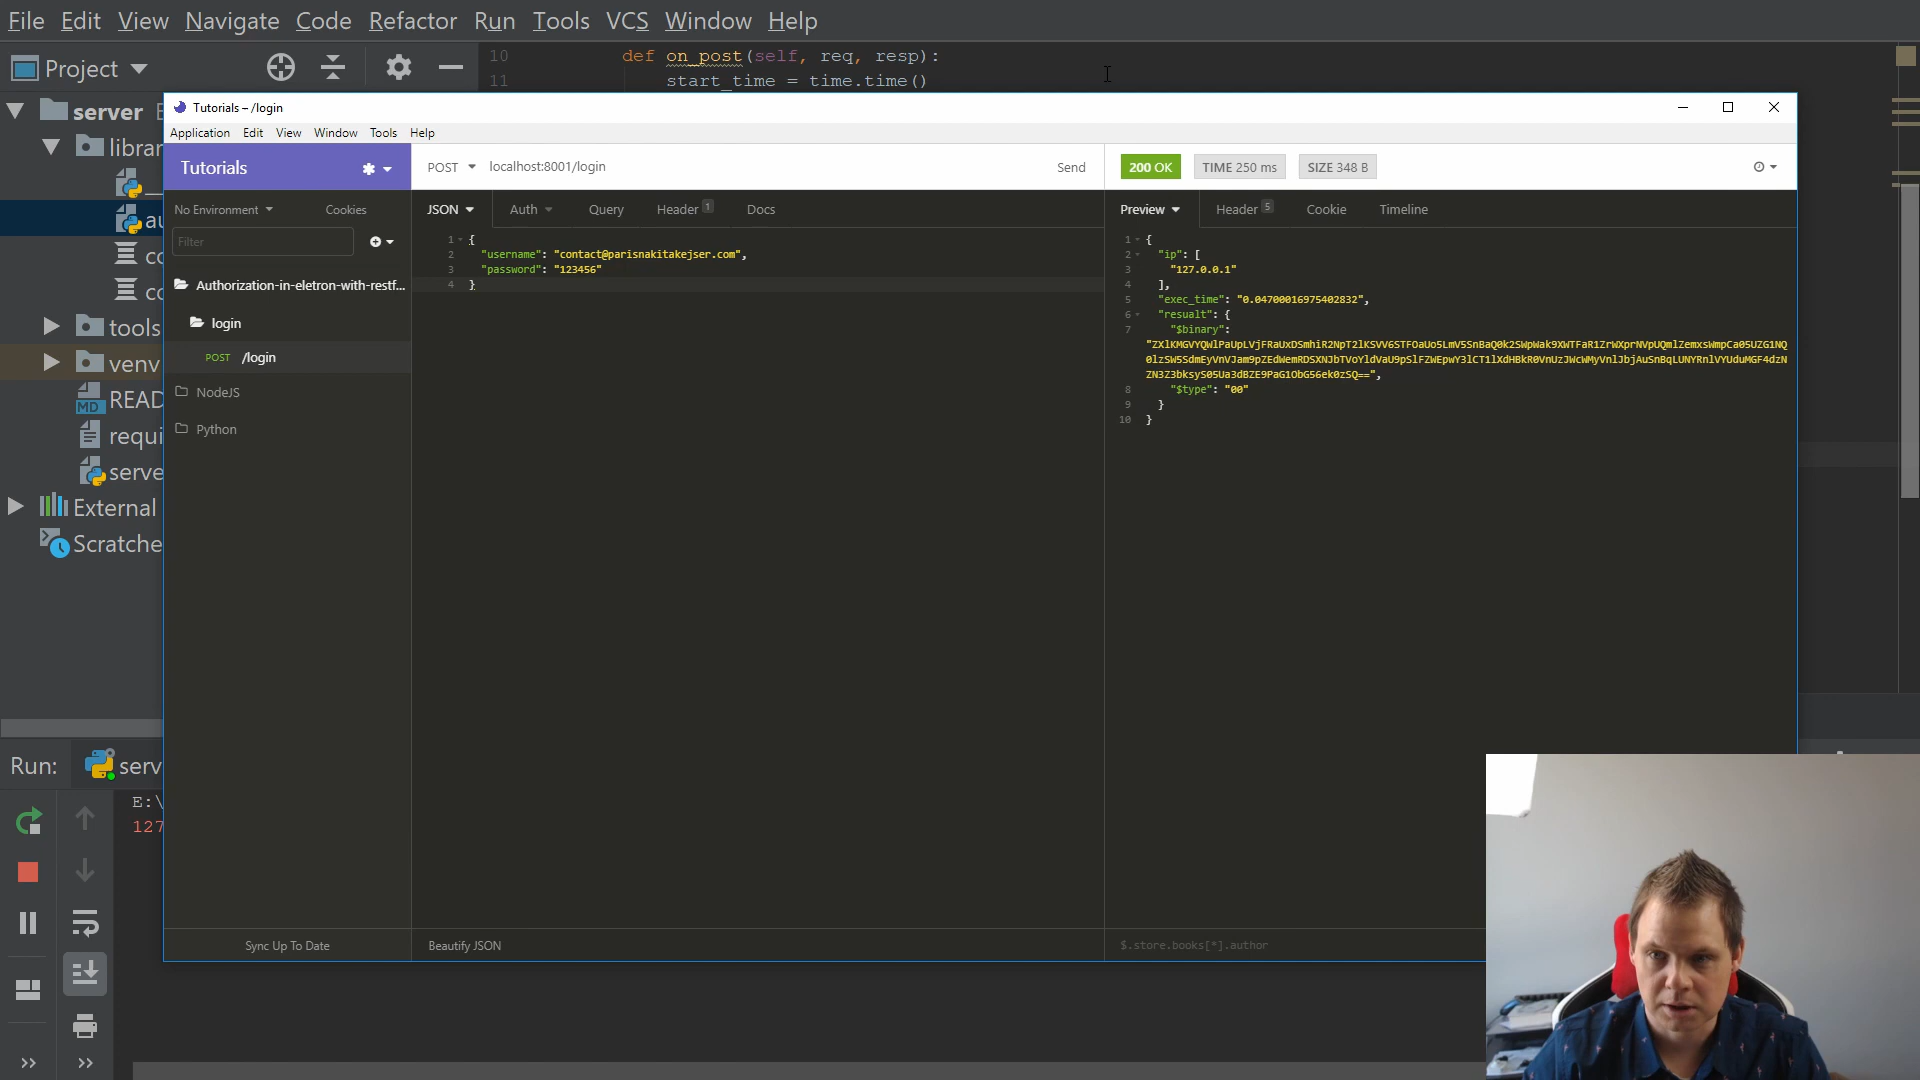 File Edit View Navigate Code Refactor Run Tools VCS Window Help
Project
10 def on_post(self, req, resp):
11 start_time = time.time()
server
librar
au
co
co
tools
venv
MD READ
requi
serve
External
Scratche
Tutorials – /login
Application Edit View Window Tools Help
Tutorials
POST localhost:8001/login Send
200 OK TIME 250 ms SIZE 348 B
No Environment Cookies
JSON Auth Query Header 1 Docs
Preview Header 5 Cookie Timeline
Filter
Authorization-in-eletron-with-restf...
login
POST /login
NodeJS
Python
1 {
2 "username": "contact@parisnakitakejser.com",
3 "password": "123456"
4 }
1 {
2 "ip": [
3 "127.0.0.1"
4 ],
5 "exec_time": "0.04700016975402832",
6 "resualt": {
7 "$binary":
8 "$type": "00"
9 }
10 }
Sync Up To Date
Beautify JSON
$.store.books[*].author
Run: serv
E:\
127